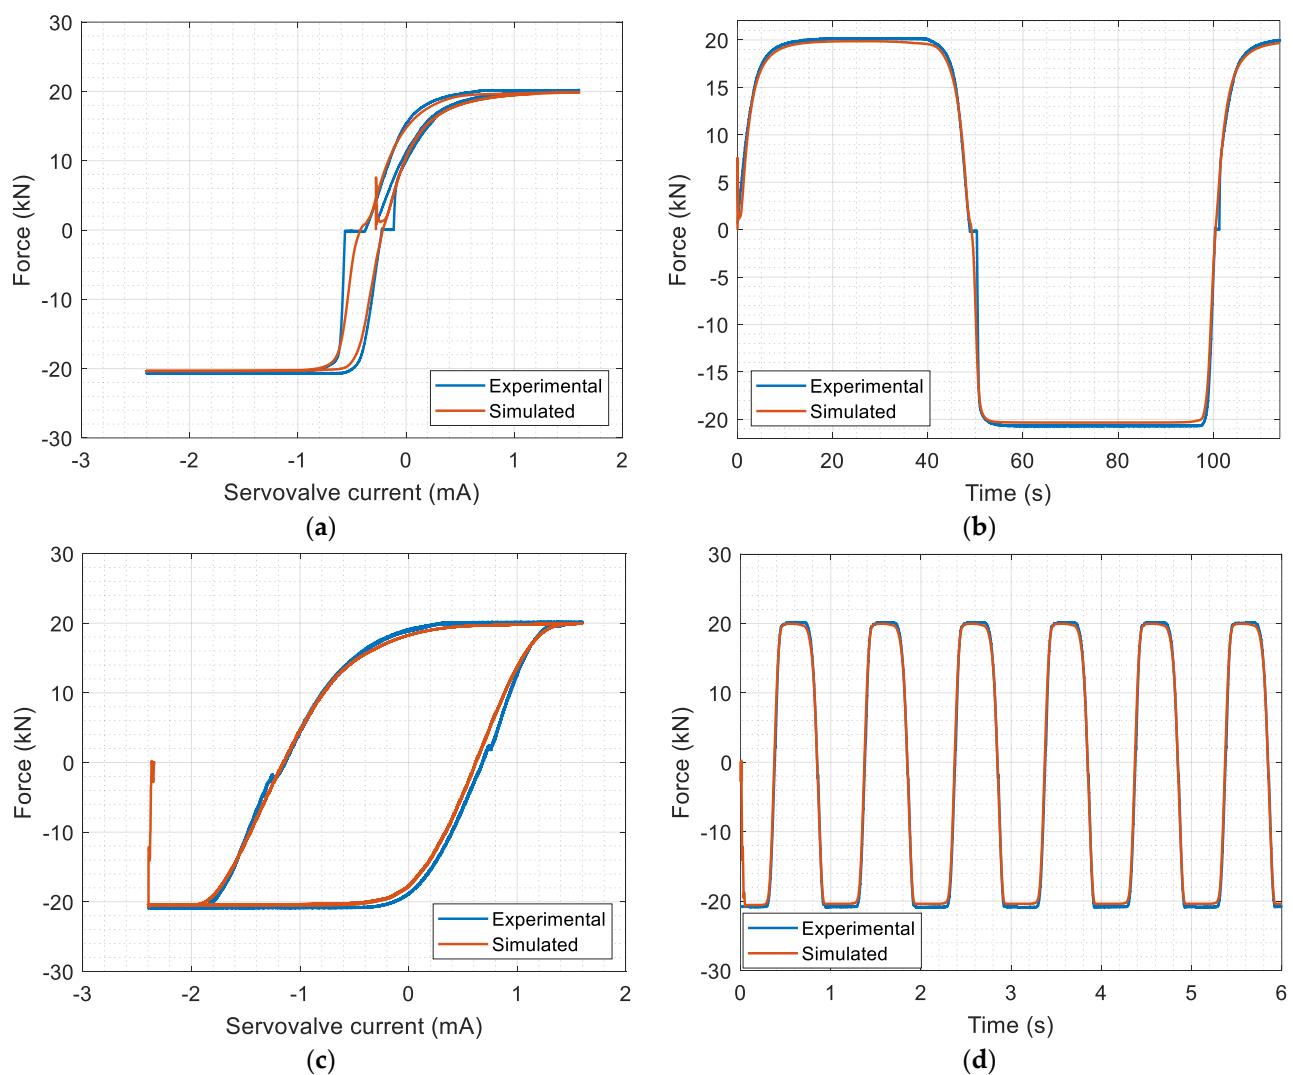 30
20
10
0
-10
-20
-30
-3
-2
-1
0
1
2
Force (kN)
Servovalve current (mA)
Experimental
Simulated
(a)
20
15
10
5
0
-5
-10
-15
-20
0
20
40
60
80
100
Force (kN)
Time (s)
Experimental
Simulated
(b)
30
20
10
0
-10
-20
-30
-3
-2
-1
0
1
2
Force (kN)
Servovalve current (mA)
Experimental
Simulated
(c)
30
20
10
0
-10
-20
-30
0
1
2
3
4
5
6
Force (kN)
Time (s)
Experimental
Simulated
(d)